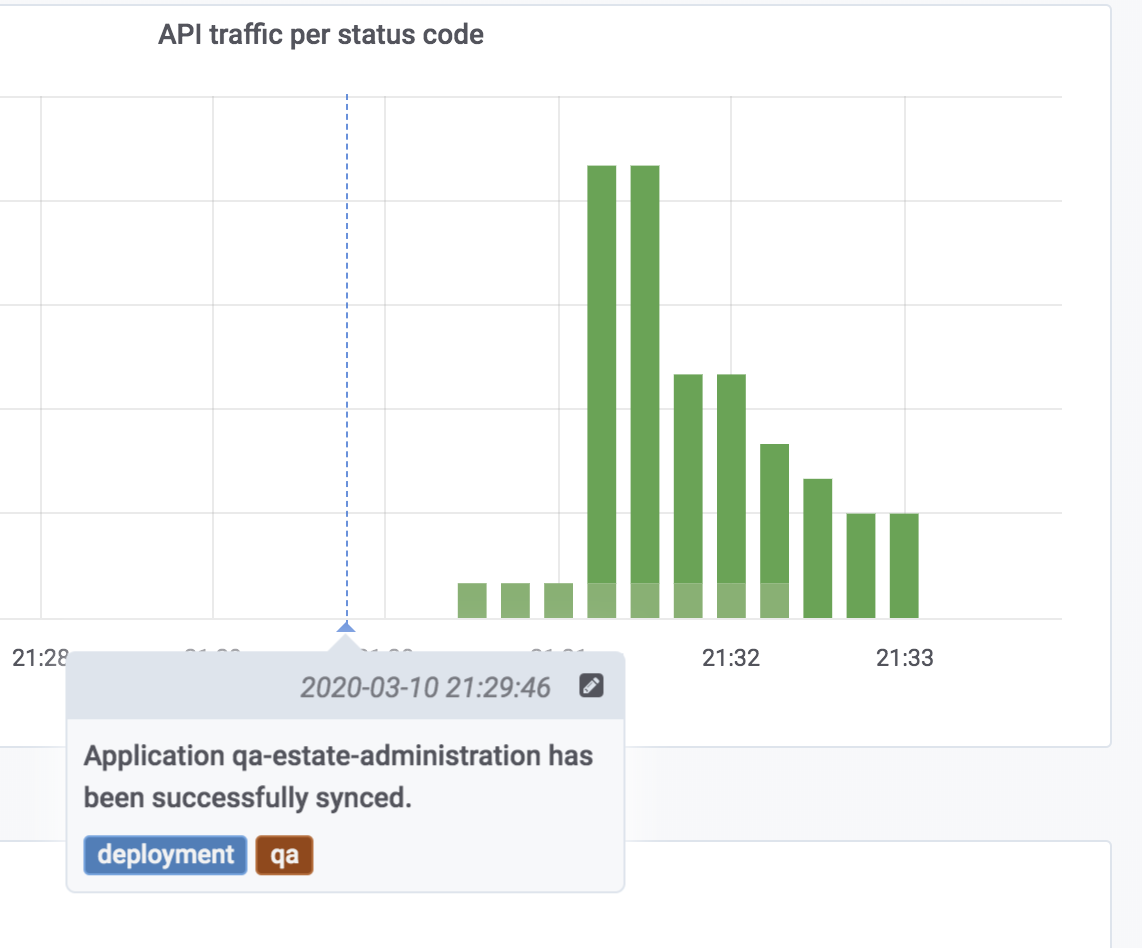 API traffic per status code
21:28
21:32
21:33
2020-03-10 21:29:46
Application qa-estate-administration has
been successfully synced.
deployment
qa